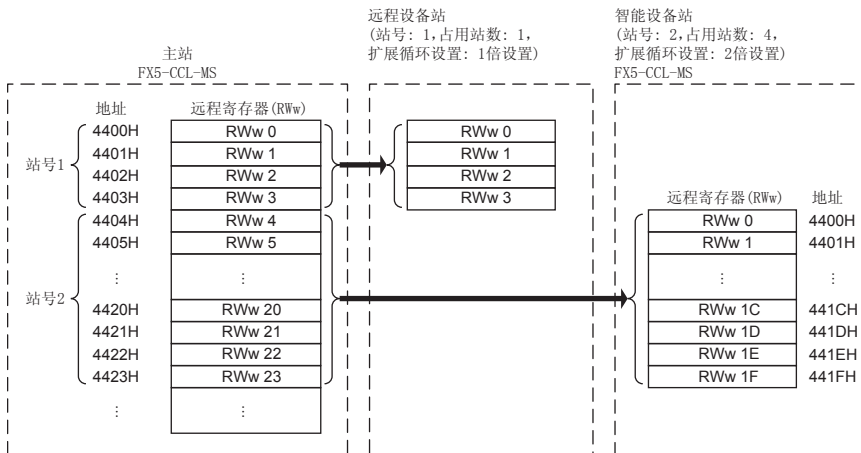 远程设备站
(站号: 1,占用站数: 1,
扩展循环设置: 1倍设置)
智能设备站
(站号: 2,占用站数: 4,
扩展循环设置: 2倍设置)
FX5-CCL-MS
主站
FX5-CCL-MS
地址 远程寄存器(RWw)
站号1
4400H RWw 0
4401H RWw 1
4402H RWw 2
4403H RWw 3
站号2
4404H RWw 4
4405H RWw 5
⋮ ⋮
4420H RWw 20
4421H RWw 21
4422H RWw 22
4423H RWw 23
⋮ ⋮
RWw 0
RWw 1
RWw 2
RWw 3
远程寄存器(RWw) 地址
RWw 0 4400H
RWw 1 4401H
⋮ ⋮
RWw 1C 441CH
RWw 1D 441DH
RWw 1E 441EH
RWw 1F 441FH